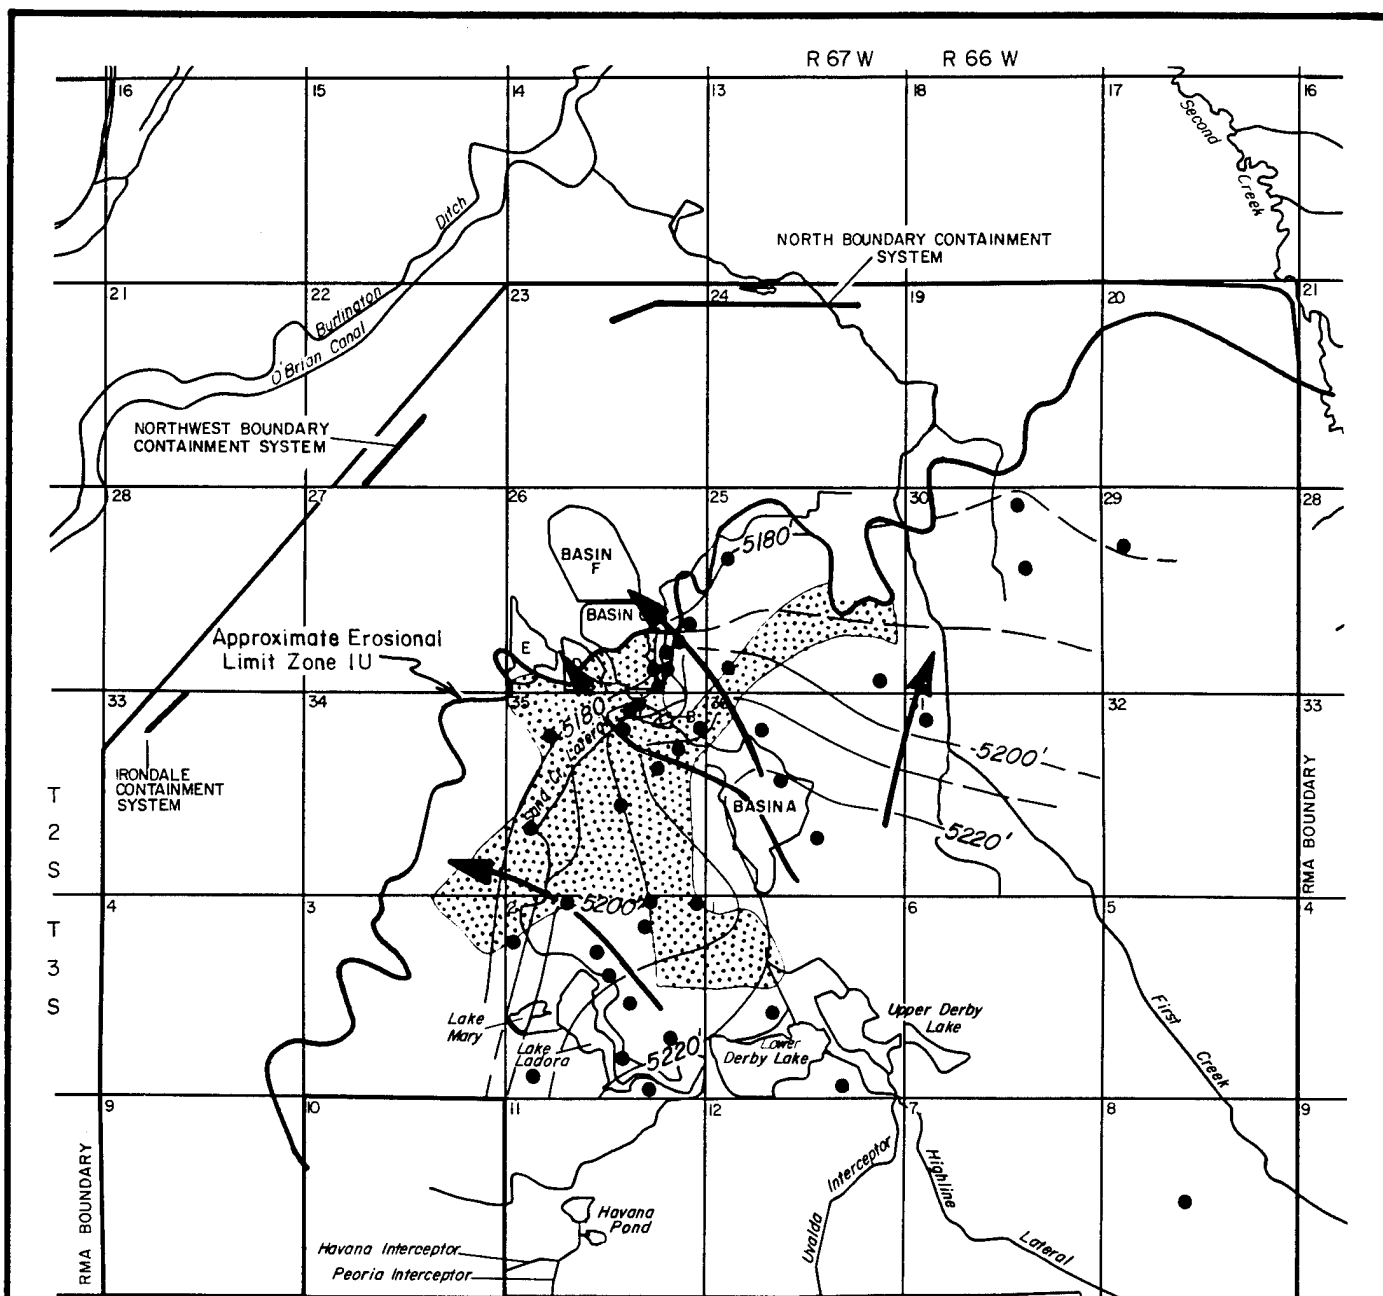 R 67 W
R 66 W
16
15
14
13
18
17
16
Second
Creek
Ditch
NORTH BOUNDARY CONTAINMENT
SYSTEM
21
22
23
24
19
20
21
Burlington
O'Brian Canal
NORTHWEST BOUNDARY
CONTAINMENT SYSTEM
28
27
26
25
30
29
28
5180'
BASIN
F
BASIN
E
Approximate Erosional
Limit Zone 1U
33
34
35
32
33
5180'
B
5200'
Sand Cr. Lateral
IRONDALE
CONTAINMENT
SYSTEM
BASIN A
5220'
T
2
S
RMA BOUNDARY
4
3
2
5200'
1
6
5
4
T
3
S
First
Creek
Lake
Mary
Lake
Ladora
5220'
Lower
Derby Lake
Upper Derby
Lake
9
10
11
12
7
8
9
RMA BOUNDARY
Interceptor
Uvalda
Highline
Lateral
Havana
Pond
Havana Interceptor
Peoria Interceptor